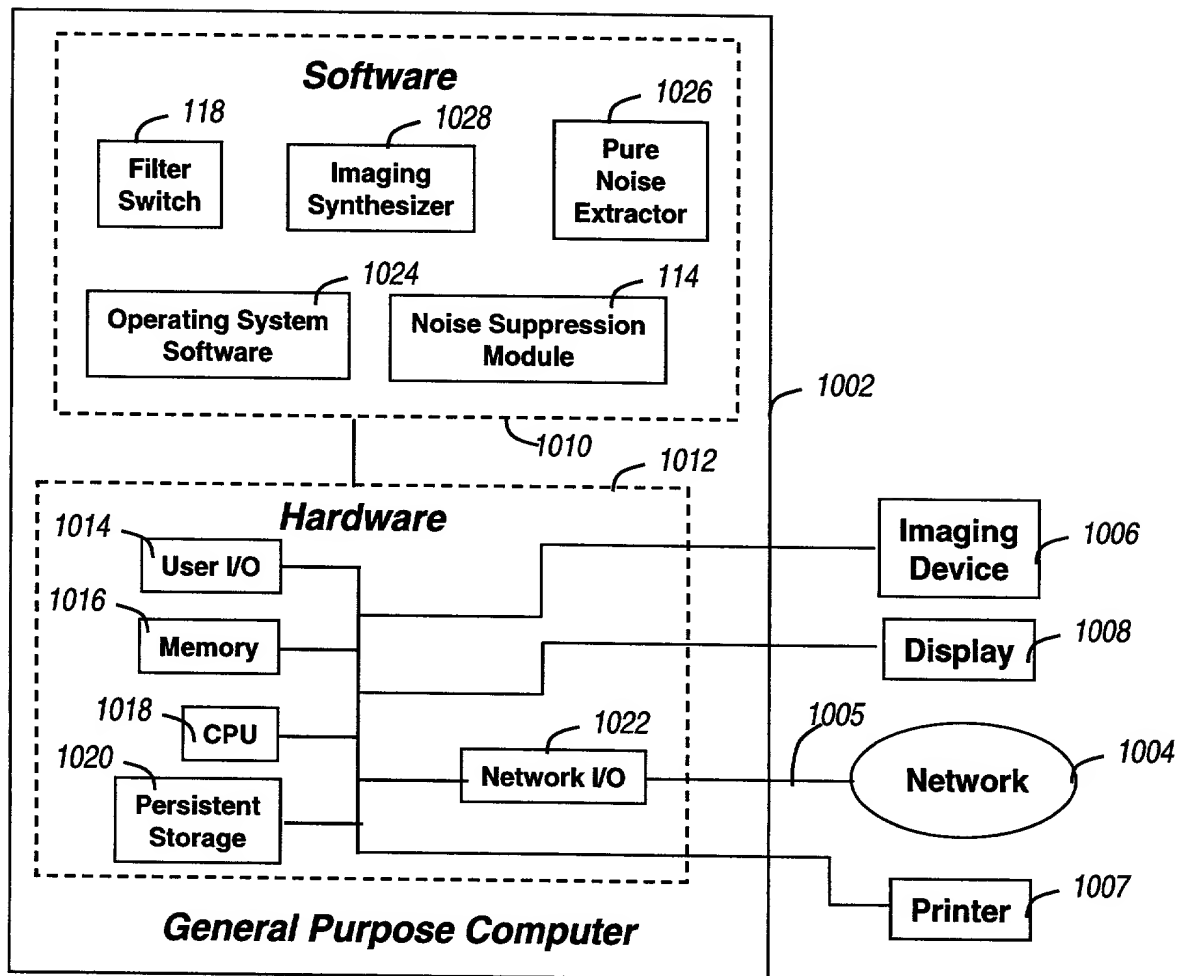 Software
118
1028
1026
Filter
Switch
Imaging
Synthesizer
Pure
Noise
Extractor
1024
114
Operating System
Software
Noise Suppression
Module
1002
1010
1012
Hardware
1014
User I/O
Imaging
Device
1006
1016
Memory
Display
1008
1018
CPU
1022
1005
Network I/O
Network
1004
1020
Persistent
Storage
Printer
1007
General Purpose Computer